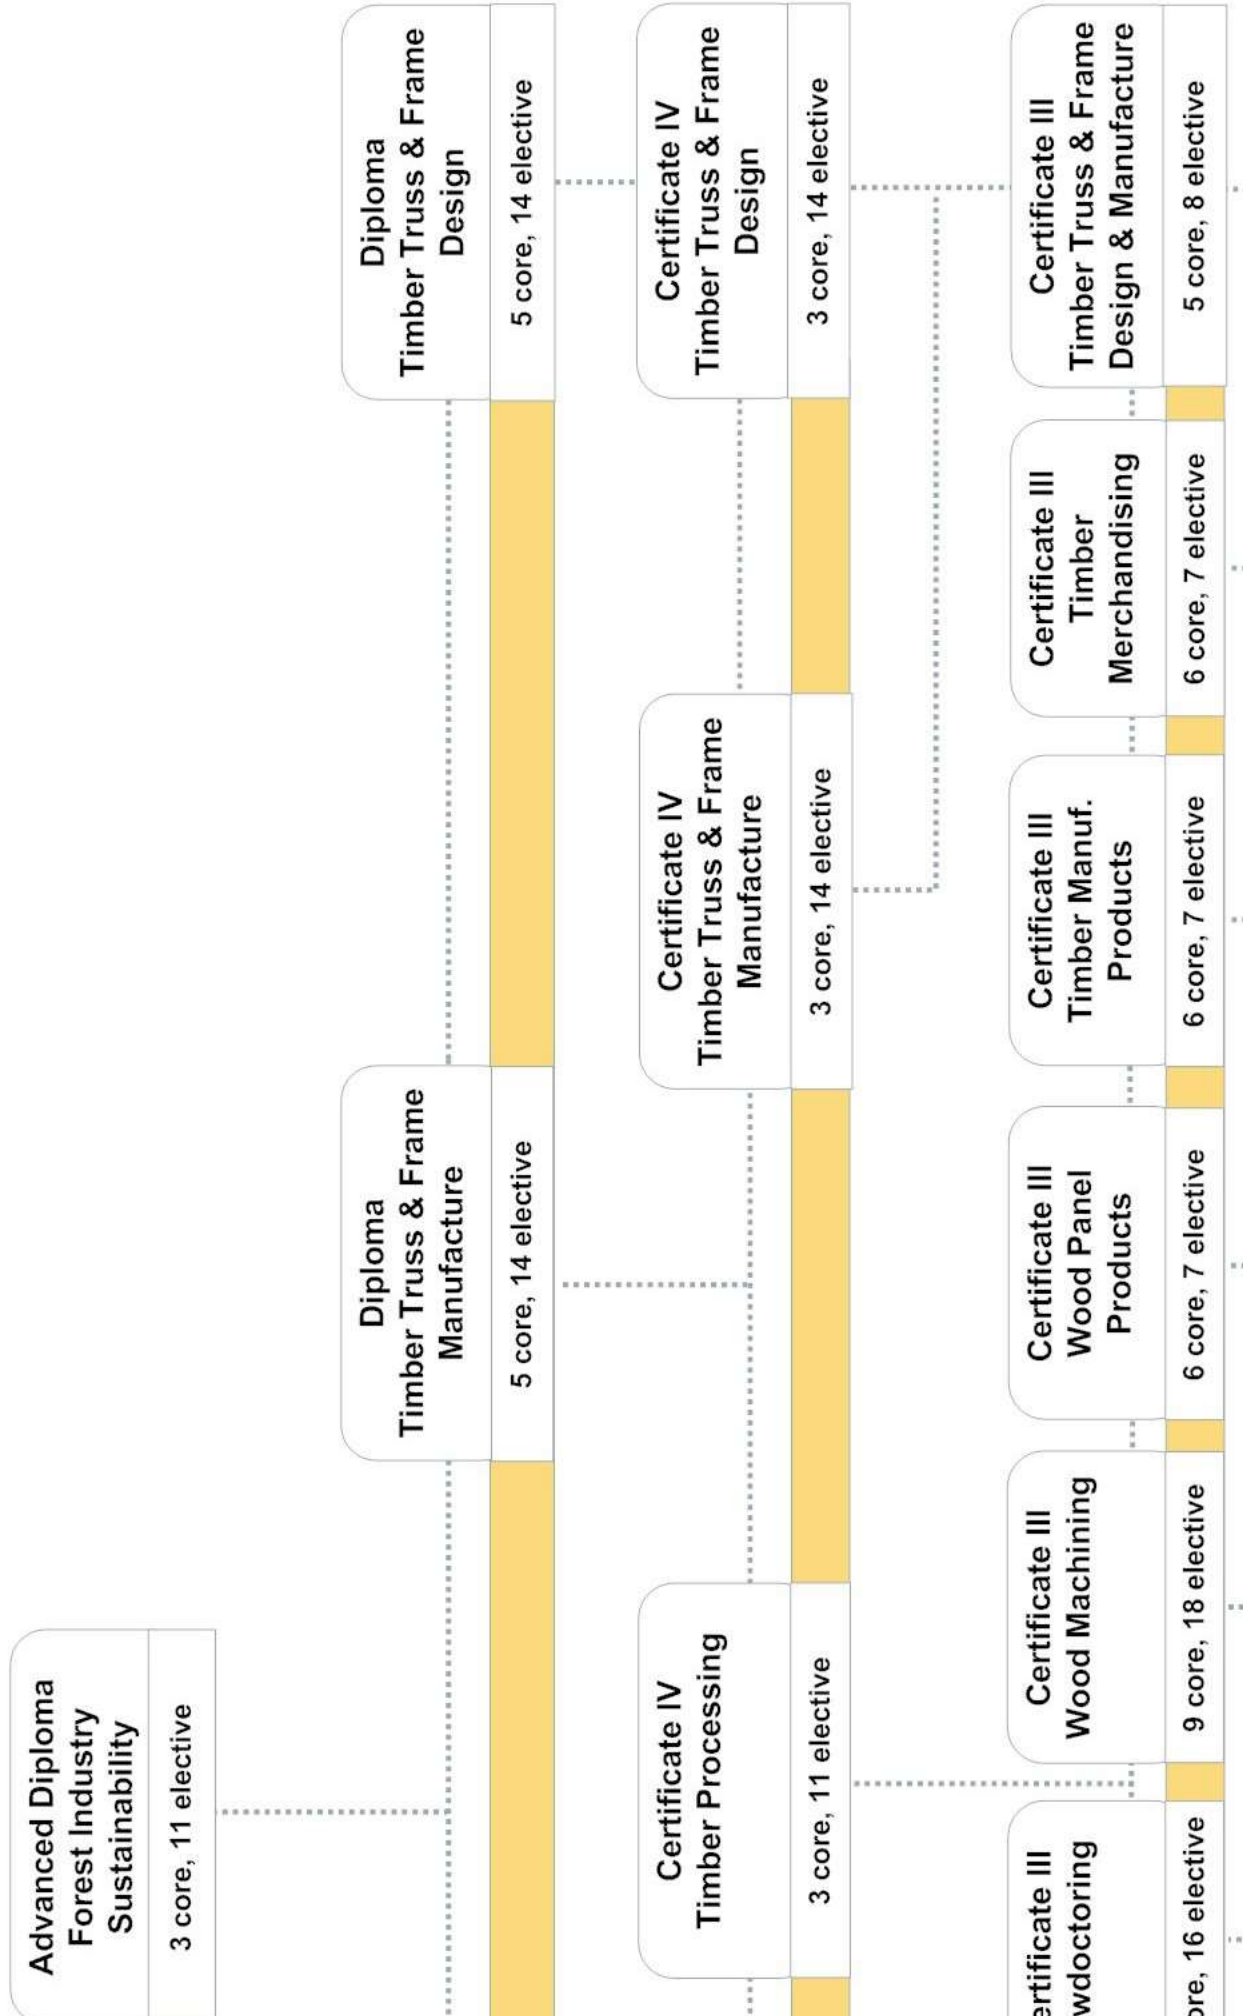 Advanced Diploma
Forest Industry
Sustainability
3 core, 11 elective
Diploma
Timber Truss & Frame
Manufacture
5 core, 14 elective
Diploma
Timber Truss & Frame
Design
5 core, 14 elective
Certificate IV
Timber Processing
3 core, 11 elective
Certificate IV
Timber Truss & Frame
Manufacture
3 core, 14 elective
Certificate IV
Timber Truss & Frame
Design
3 core, 14 elective
ertificate III
wdoctoring
ore, 16 elective
Certificate III
Wood Machining
9 core, 18 elective
Certificate III
Wood Panel
Products
6 core, 7 elective
Certificate III
Timber Manuf.
Products
6 core, 7 elective
Certificate III
Timber
Merchandising
6 core, 7 elective
Certificate III
Timber Truss & Frame
Design & Manufacture
5 core, 8 elective